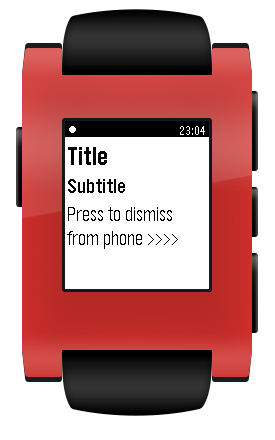 23:04
Title
Subtitle
Press to dismiss
from phone >>>>